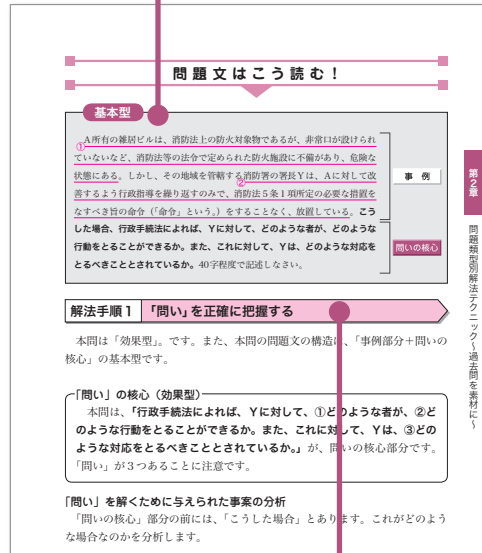 問題文はこう読む！
基本型
①A所有の雑居ビルは、消防法上の防火対象物であるが、非常口が設けられ
ていないなど、消防法等の法令で定められた防火施設に不備があり、危険な
状態にある。しかし、その地域を管轄する消防署の署長Yは、Aに対して改
②
善するよう行政指導を繰り返すのみで、消防法5条1項所定の必要な措置を
なすべき旨の命令（「命令」という。）をすることなく、放置している。こう
した場合、行政手続法によれば、Yに対して、どのような者が、どのような
行動をとることができるか。また、これに対して、Yは、どのような対応を
とるべきこととされているか。40字程度で記述しなさい。
事 例
問いの核心
解法手順1 「問い」を正確に把握する
本問は「効果型」。です。また、本問の問題文の構造は、「事例部分＋問いの
核心」の基本型です。
「問い」の核心（効果型）
本問は、「行政手続法によれば、Yに対して、①どのような者が、②ど
のような行動をとることができるか。また、これに対して、Yは、③どの
ような対応をとるべきこととされているか。」が、問いの核心部分です。
「問い」が3つあることに注意です。
「問い」を解くために与えられた事案の分析
「問いの核心」部分の前には、「こうした場合」とあります。これがどのよう
な場合なのかを分析します。
第2章
問題類型別解法テクニック～過去問を素材に～